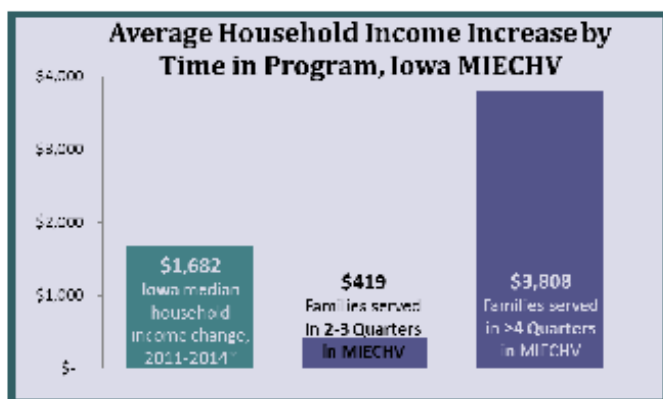 Average Household Income Increase by
Time in Program, Iowa MIECHV
$4,000
$3,000
$2,000
$1,000
$-
$1,682
Iowa median
household
income change,
2011-2014*
$419
Families served
in 2-3 Quarters
in MIECHV
$3,808
Families served
in >4 Quarters
in MIECHV